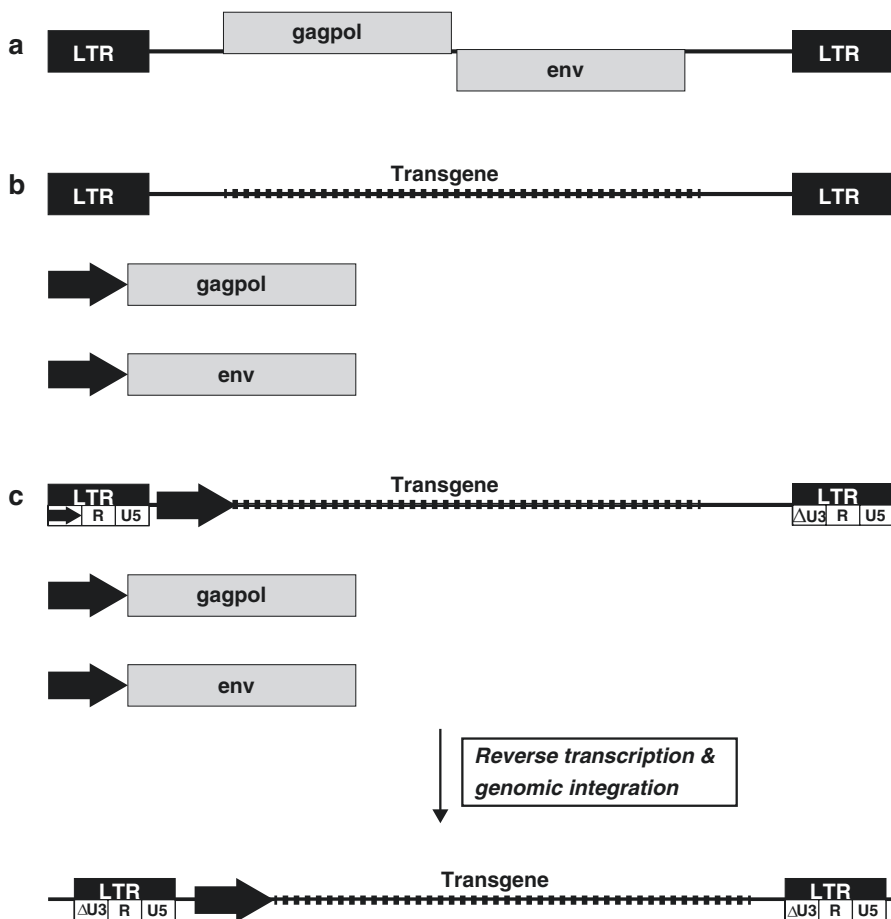 a
LTR
gagpol
env
LTR
b
LTR
Transgene
LTR
gagpol
env
c
LTR
R U5
Transgene
LTR
ΔU3 R U5
gagpol
env
Reverse transcription &
genomic integration
LTR
ΔU3 R U5
Transgene
LTR
ΔU3 R U5